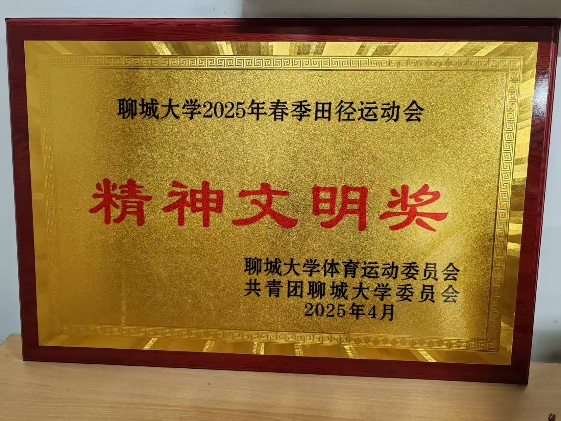 聊城大学2025年春季田径运动会
精神文明奖
聊城大学体育运动委员会
共青团聊城大学委员会
2025年4月